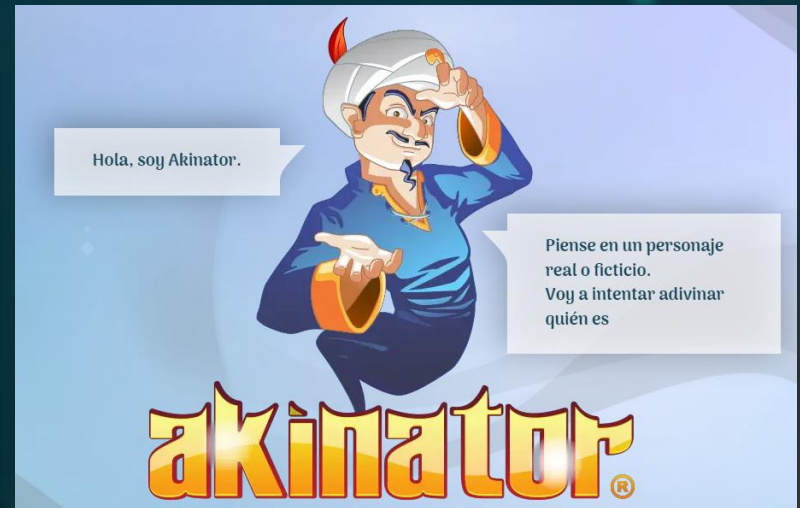 Hola, soy Akinator.
Piense en un personaje
real o ficticio.
Voy a intentar adivinar
quién es
akinator®